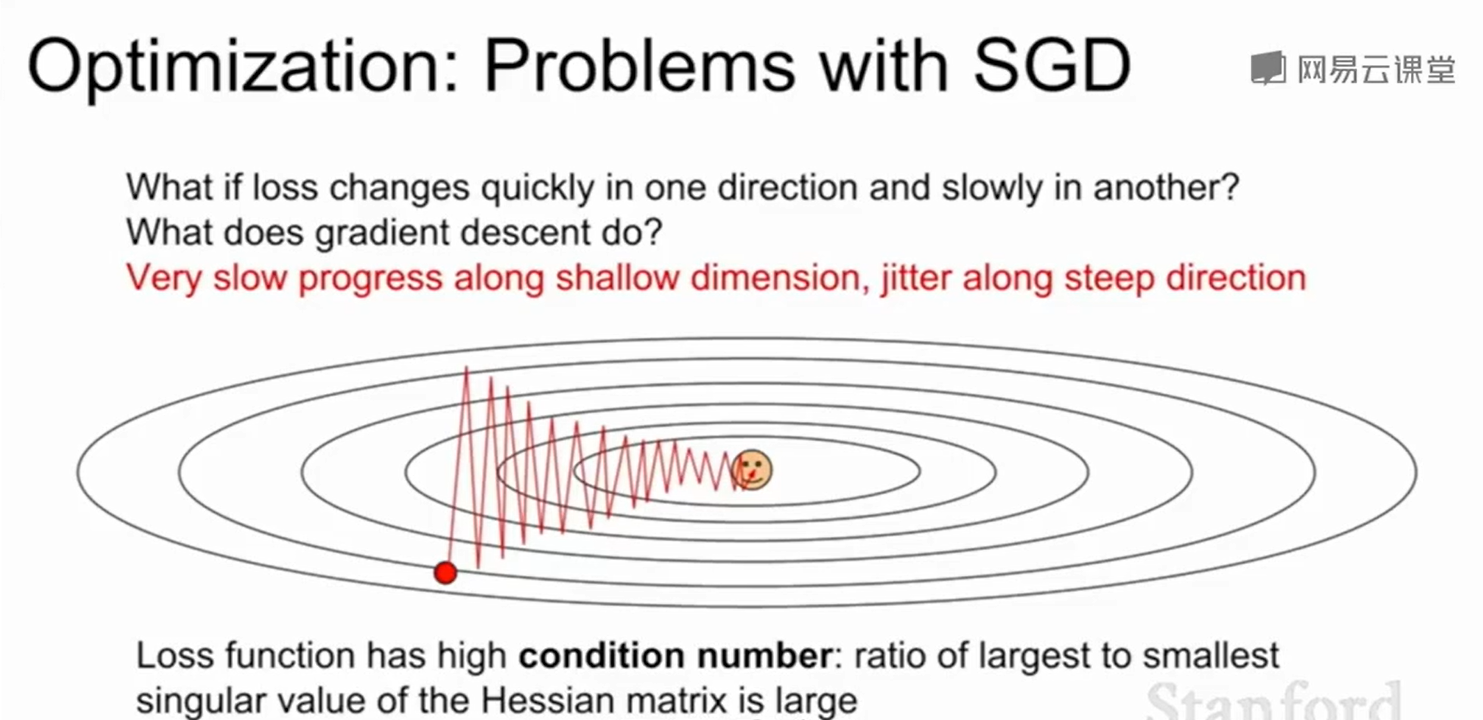 Optimization: Problems with SGD
网易云课堂
What if loss changes quickly in one direction and slowly in another?
What does gradient descent do?
Very slow progress along shallow dimension, jitter along steep direction
Loss function has high condition number: ratio of largest to smallest
singular value of the Hessian matrix is large
Stanford